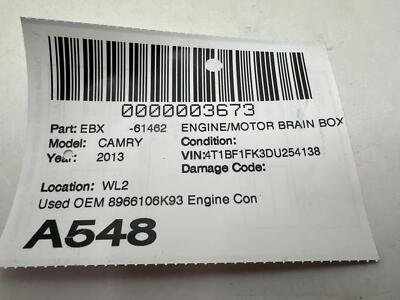 0000003673
Part: EBX -61462 ENGINE/MOTOR BRAIN BOX
Model: CAMRY Condition:
Year: 2013 VIN:4T1BF1FK3DU254138
Damage Code:
Location: WL2
Used OEM 8966106K93 Engine Con
A548